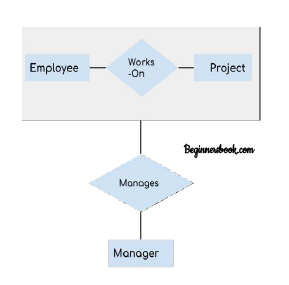 Employee
Works
-On
Project
Beginnersbook.com
Manages
Manager